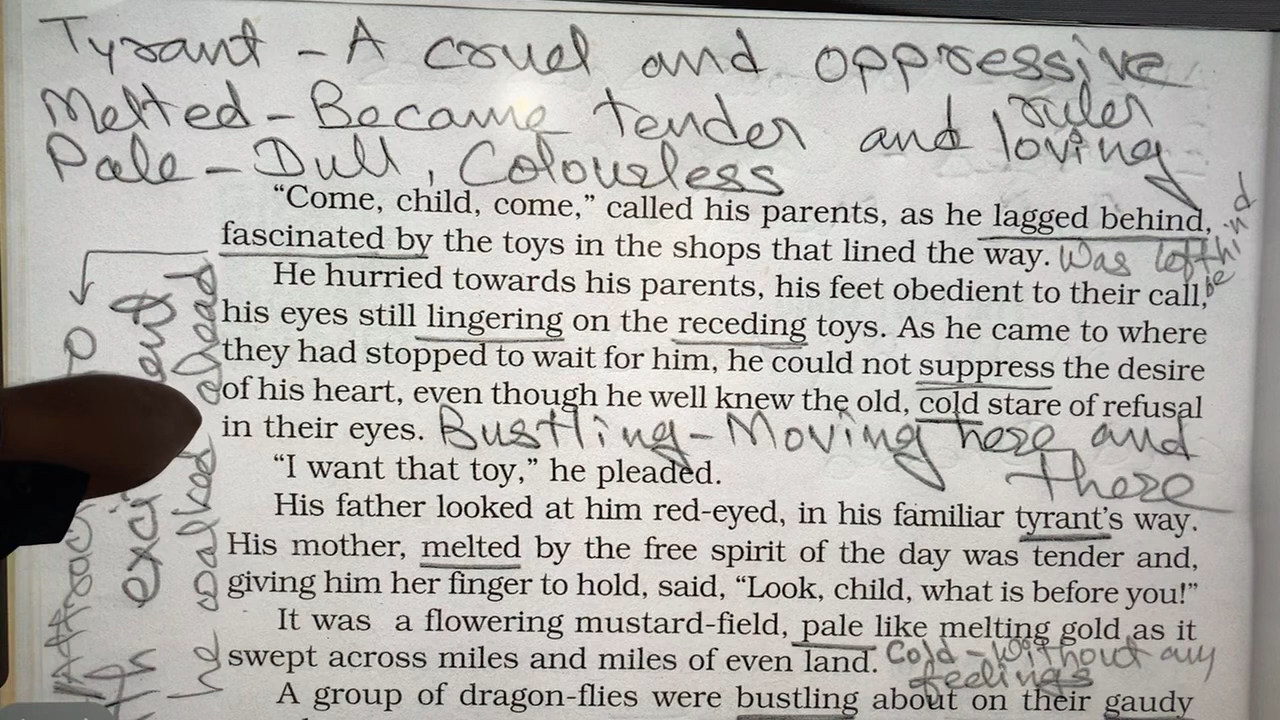 Tyrant - A cruel and oppressive
ruler
Melted - Became tender and loving
Pale - Dull, Colourless
"Come, child, come," called his parents, as he lagged behind,
fascinated by the toys in the shops that lined the way. Was left behind
He hurried towards his parents, his feet obedient to their call,
his eyes still lingering on the receding toys. As he came to where
they had stopped to wait for him, he could not suppress the desire
of his heart, even though he well knew the old, cold stare of refusal
in their eyes. Bustling - Moving here and
there
"I want that toy," he pleaded.
His father looked at him red-eyed, in his familiar tyrant's way.
His mother, melted by the free spirit of the day was tender and,
giving him her finger to hold, said, "Look, child, what is before you!"
It was a flowering mustard-field, pale like melting gold as it
swept across miles and miles of even land. Cold - Without any
feelings
A group of dragon-flies were bustling about on their gaudy
he walked ahead